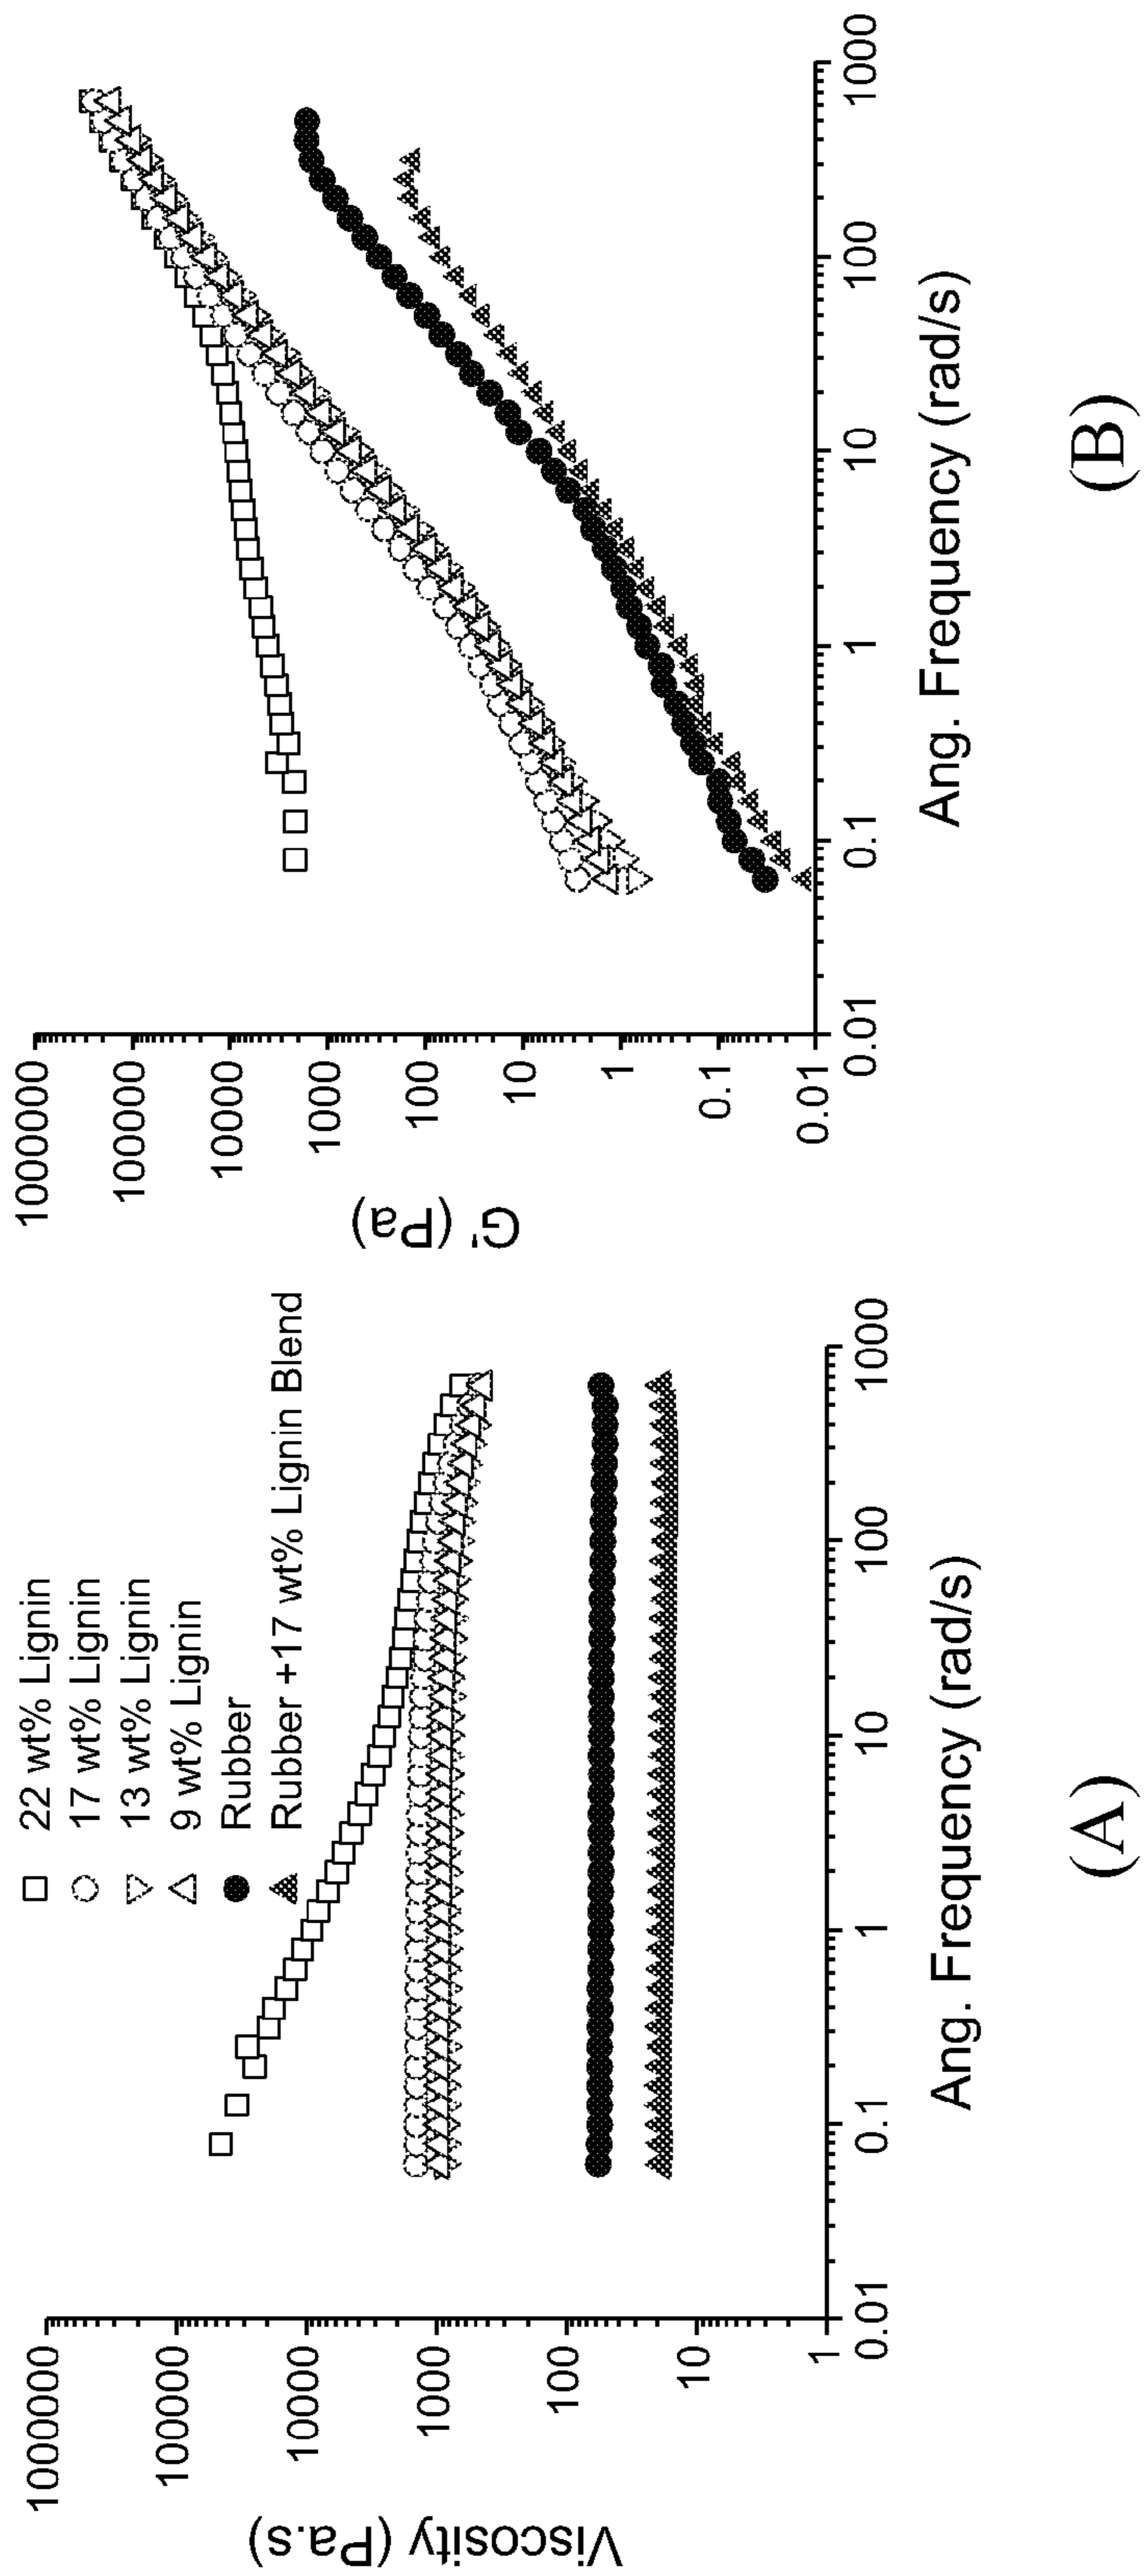 22 wt% Lignin
17 wt% Lignin
13 wt% Lignin
9 wt% Lignin
Rubber
Rubber +17 wt% Lignin Blend
Viscosity (Pa.s)
1000000
100000
10000
1000
100
10
1
0.01
0.1
1
10
100
1000
Ang. Frequency (rad/s)
(A)
G' (Pa)
1000000
100000
10000
1000
100
10
1
0.1
0.01
0.01
0.1
1
10
100
1000
Ang. Frequency (rad/s)
(B)